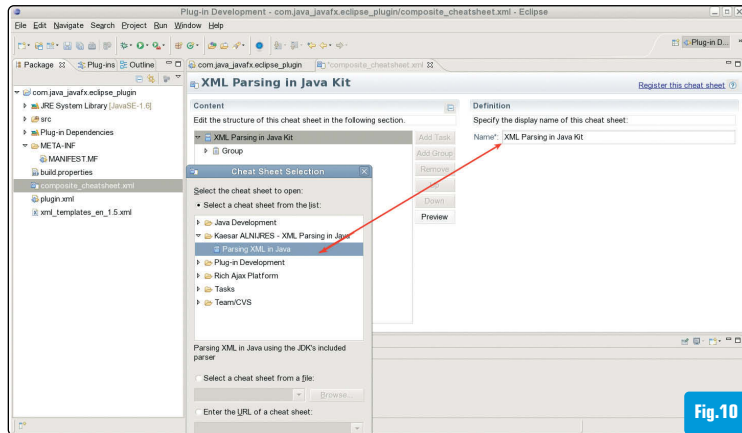 Plug-in Development - com.java_javafx.eclipse_plugin/composite_cheatsheet.xml - Eclipse
File Edit Navigate Search Project Run Window Help
Plug-in D...
Package Plug-ins Outline
com.java_javafx.eclipse_plugin
*composite_cheatsheet.xml
com.java_javafx.eclipse_plugin
JRE System Library [JavaSE-1.6]
src
Plug-in Dependencies
META-INF
MANIFEST.MF
build.properties
composite_cheatsheet.xml
plugin.xml
xml_templates_en_1.5.xml
XML Parsing in Java Kit
Register this cheat sheet
Content
Edit the structure of this cheat sheet in the following section.
XML Parsing in Java Kit
Group
Add Task
Add Group
Remove
Up
Down
Preview
Definition
Specify the display name of this cheat sheet:
Name*: XML Parsing in Java Kit
Cheat Sheet Selection
Select the cheat sheet to open:
Select a cheat sheet from the list:
Java Development
Kaesar ALNIJRES - XML Parsing in Java
Parsing XML in Java
Plug-in Development
Rich Ajax Platform
Tasks
Team/CVS
Parsing XML in Java using the JDK's included
parser
Select a cheat sheet from a file:
Browse...
Enter the URL of a cheat sheet:
Fig.10